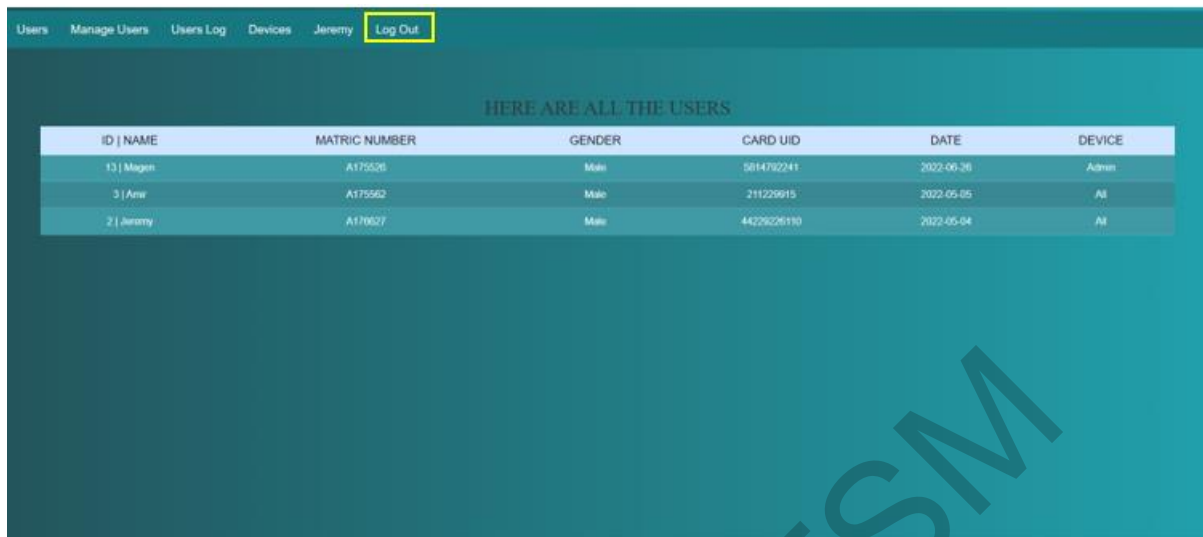 Users Manage Users Users Log Devices Jeremy Log Out
HERE ARE ALL THE USERS
ID | NAME MATRIC NUMBER GENDER CARD UID DATE DEVICE
13 | Magen A175526 Male 5814792241 2022-06-26 Admin
3 | Amir A175562 Male 211229915 2022-05-05 All
2 | Jeremy A170627 Male 44229226110 2022-05-04 All